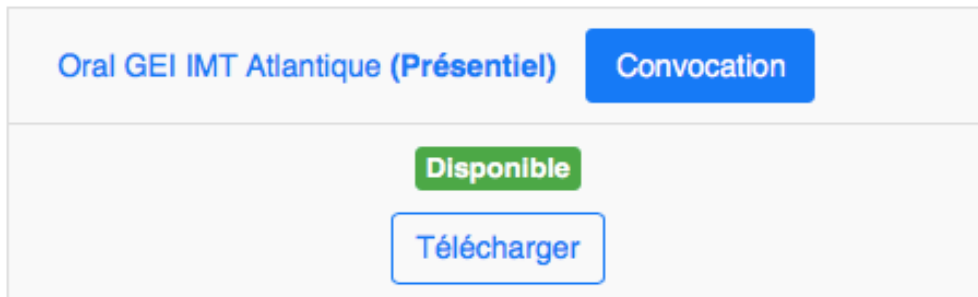 Oral GEI IMT Atlantique (Présentiel) Convocation
Disponible
Télécharger